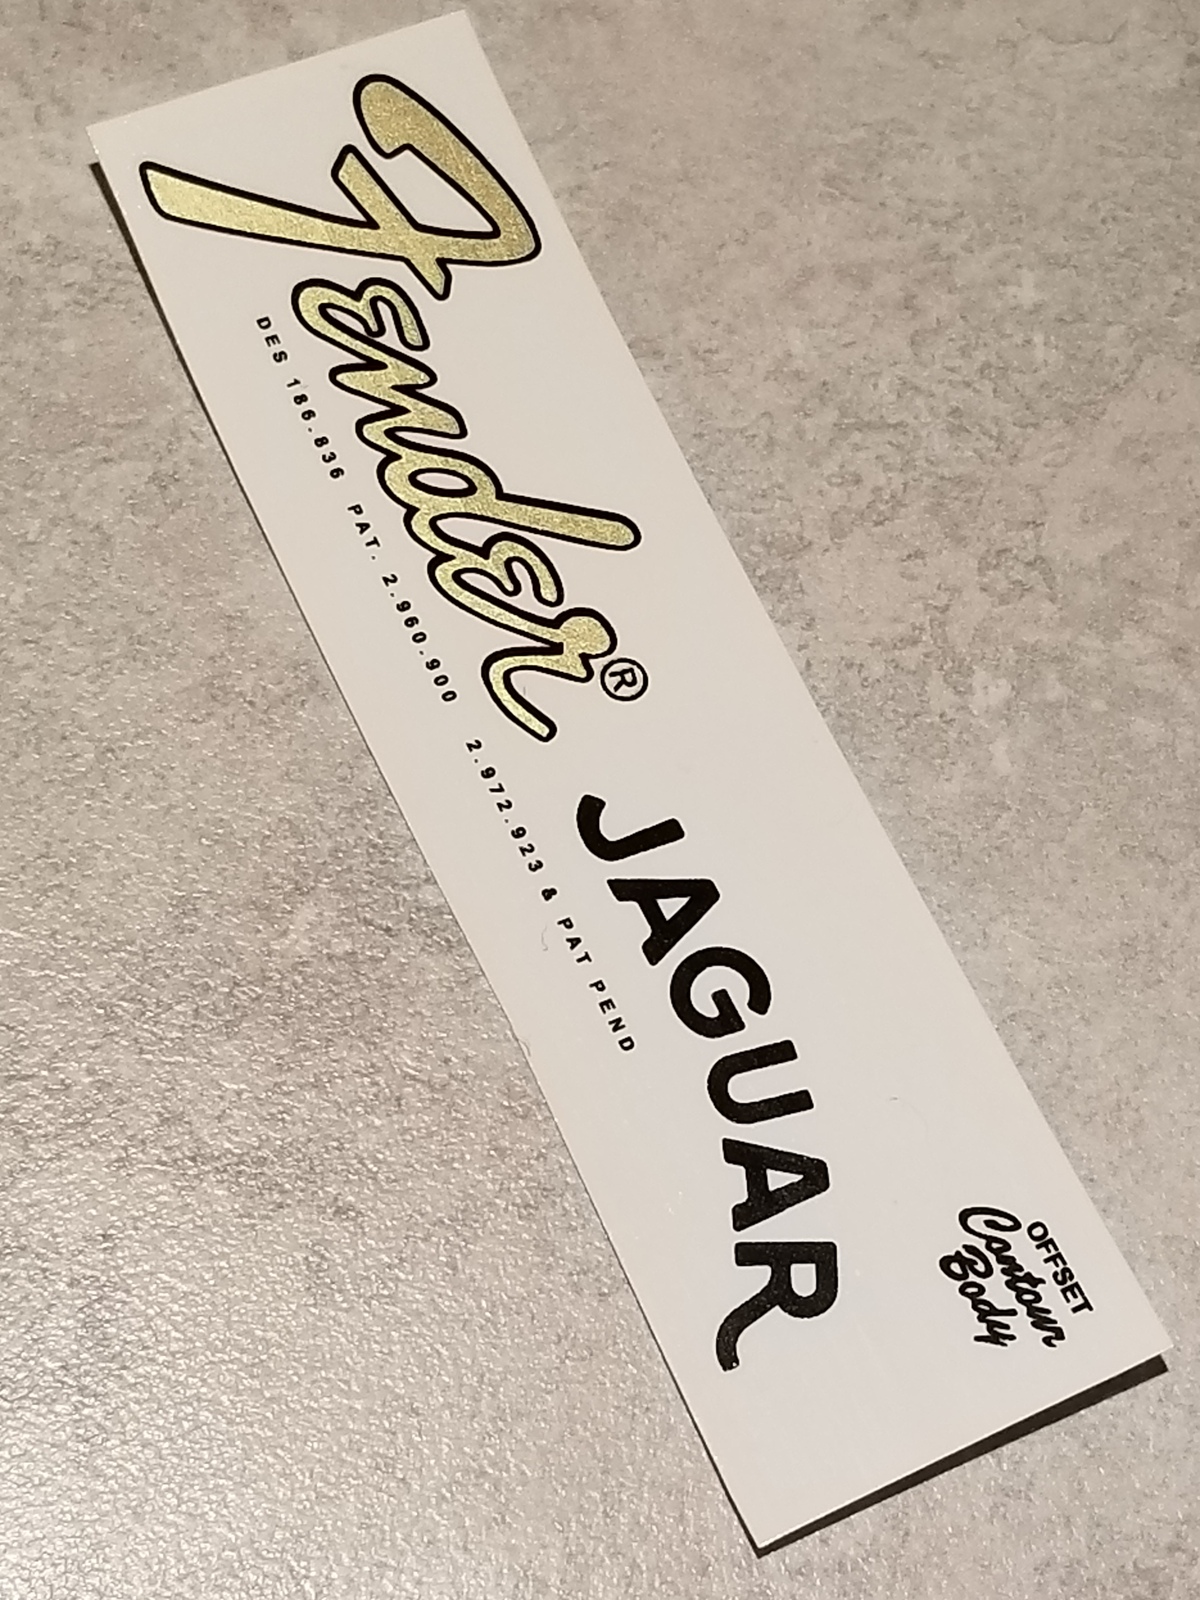 Fender®
JAGUAR
DES 186.836 PAT. 2.960.900 2.972.923 & PAT PEND
OFFSET
Contour
Body